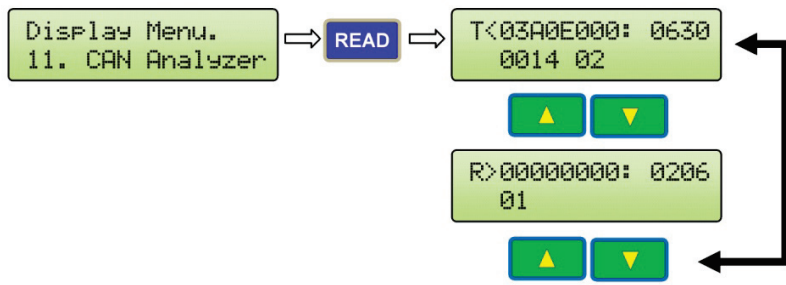 Display Menu.
11. CAN Analyzer
READ
T<03A0E000: 0630
0014 02
R>00000000: 0206
01